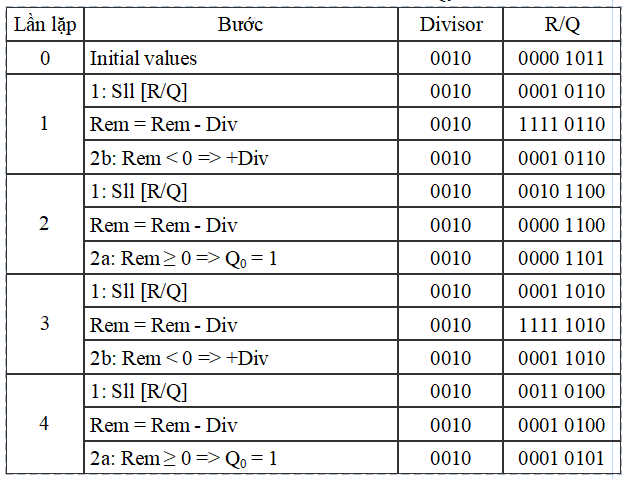 Lần lặp Bước Divisor R/Q
0 Initial values 0010 0000 1011
1: Sll [R/Q] 0010 0001 0110
1 Rem = Rem - Div 0010 1111 0110
2b: Rem < 0 => +Div 0010 0001 0110
1: Sll [R/Q] 0010 0010 1100
2 Rem = Rem - Div 0010 0000 1100
2a: Rem ≥ 0 => Q₀ = 1 0010 0000 1101
1: Sll [R/Q] 0010 0001 1010
3 Rem = Rem - Div 0010 1111 1010
2b: Rem < 0 => +Div 0010 0001 1010
1: Sll [R/Q] 0010 0011 0100
4 Rem = Rem - Div 0010 0001 0100
2a: Rem ≥ 0 => Q₀ = 1 0010 0001 0101